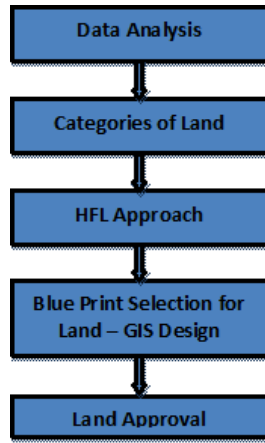 Data Analysis
Categories of Land
HFL Approach
Blue Print Selection for
Land – GIS Design
Land Approval